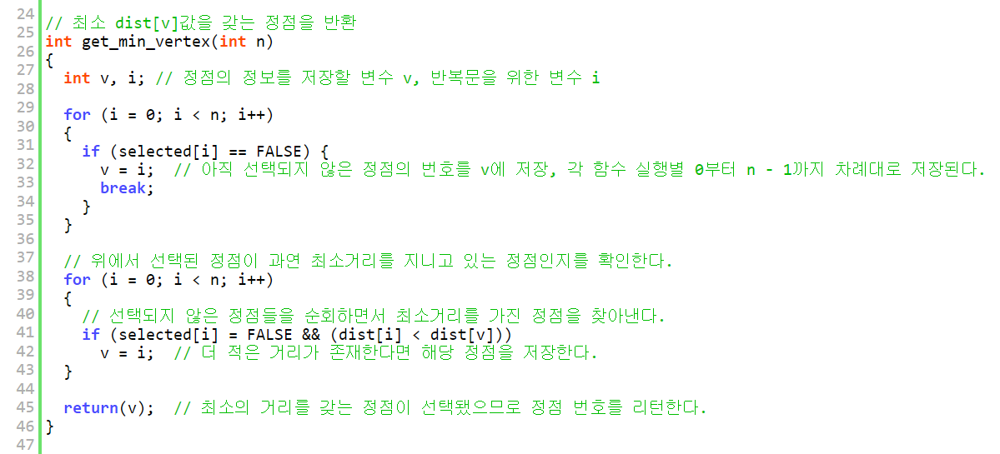 24
25 // 최소 dist[v]값을 갖는 정점을 반환
26 int get_min_vertex(int n)
27 {
28   int v, i; // 정점의 정보를 저장할 변수 v, 반복문을 위한 변수 i
29
30   for (i = 0; i < n; i++)
31   {
32     if (selected[i] == FALSE) {
33       v = i;  // 아직 선택되지 않은 정점의 번호를 v에 저장, 각 함수 실행별 0부터 n - 1까지 차례대로 저장된다.
34       break;
35     }
36   }
37
38   // 위에서 선택된 정점이 과연 최소거리를 지니고 있는 정점인지를 확인한다.
39   for (i = 0; i < n; i++)
40   {
41     // 선택되지 않은 정점들을 순회하면서 최소거리를 가진 정점을 찾아낸다.
42     if (selected[i] = FALSE && (dist[i] < dist[v]))
43       v = i;  // 더 적은 거리가 존재한다면 해당 정점을 저장한다.
44   }
45
46   return(v);  // 최소의 거리를 갖는 정점이 선택됐으므로 정점 번호를 리턴한다.
47 }